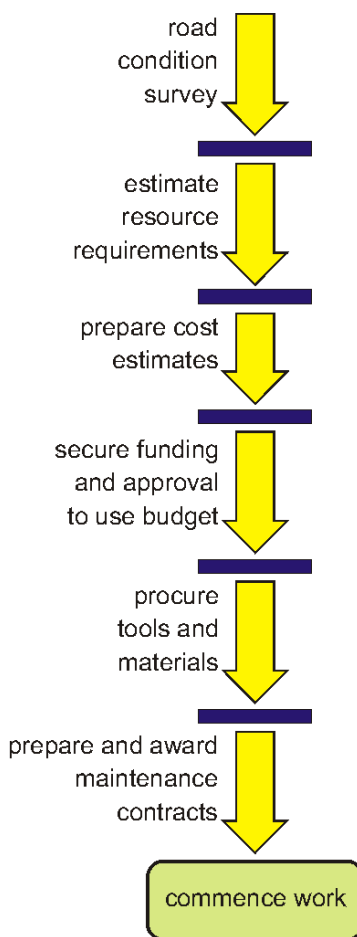 road
condition
survey
estimate
resource
requirements
prepare cost
estimates
secure funding
and approval
to use budget
procure
tools and
materials
prepare and award
maintenance
contracts
commence work